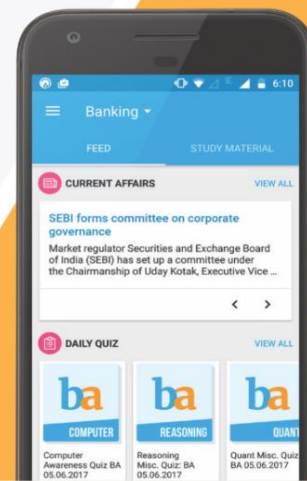 6:10
Banking
FEED
STUDY MATERIAL
CURRENT AFFAIRS
VIEW ALL
SEBI forms committee on corporate
governance
Market regulator Securities and Exchange Board
of India (SEBI) has set up a committee under
the Chairmanship of Uday Kotak, Executive Vice ...
DAILY QUIZ
VIEW ALL
ba
COMPUTER
ba
REASONING
ba
QUANT
Computer
Awareness Quiz BA
05.06.2017
Reasoning
Misc. Quiz: BA
05.06.2017
Quant Misc. Quiz
BA 05.06.2017